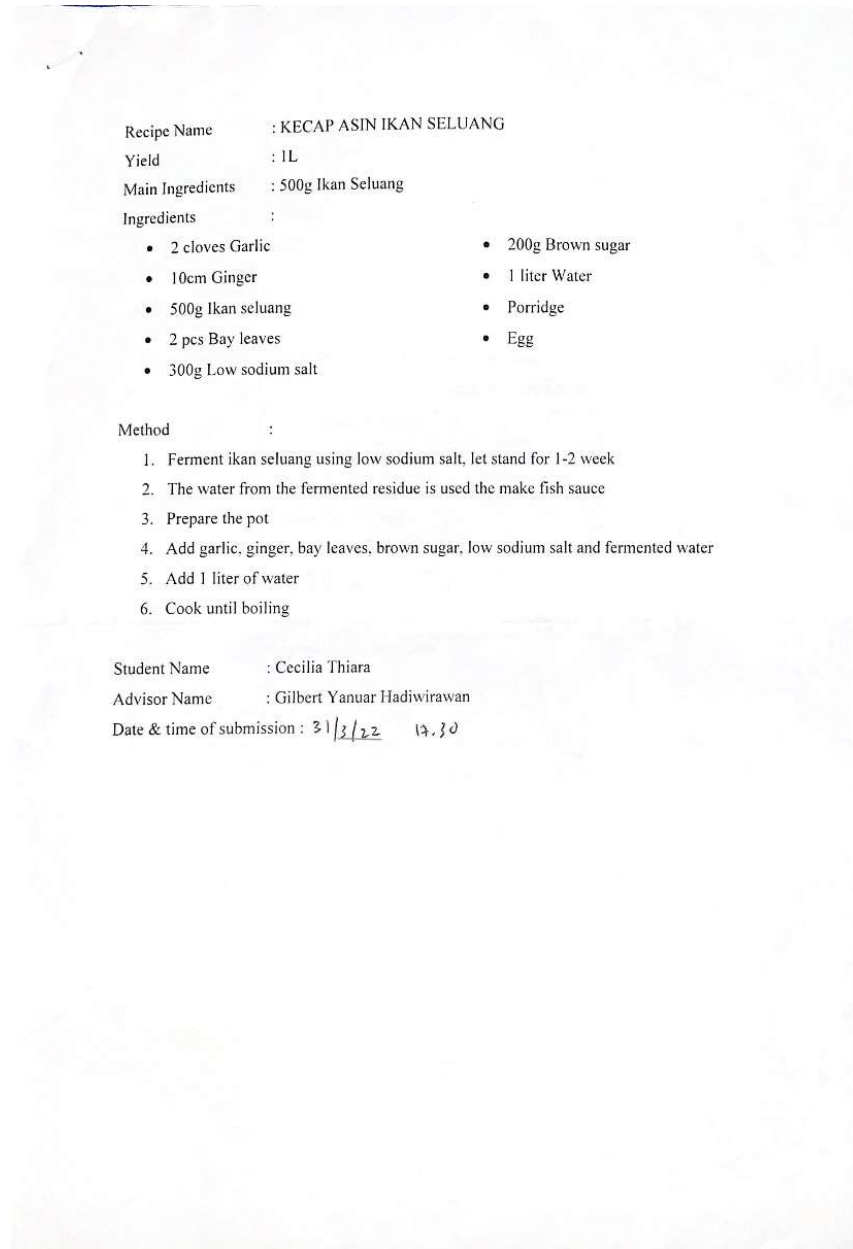 Recipe Name : KECAP ASIN IKAN SELUANG
Yield : 1L
Main Ingredients : 500g Ikan Seluang
Ingredients :
• 2 cloves Garlic
• 10cm Ginger
• 500g Ikan seluang
• 2 pcs Bay leaves
• 300g Low sodium salt
• 200g Brown sugar
• 1 liter Water
• Porridge
• Egg
Method :
1. Ferment ikan seluang using low sodium salt, let stand for 1-2 week
2. The water from the fermented residue is used the make fish sauce
3. Prepare the pot
4. Add garlic, ginger, bay leaves, brown sugar, low sodium salt and fermented water
5. Add 1 liter of water
6. Cook until boiling
Student Name : Cecilia Thiara
Advisor Name : Gilbert Yanuar Hadiwirawan
Date & time of submission : 31/3/22 17.30